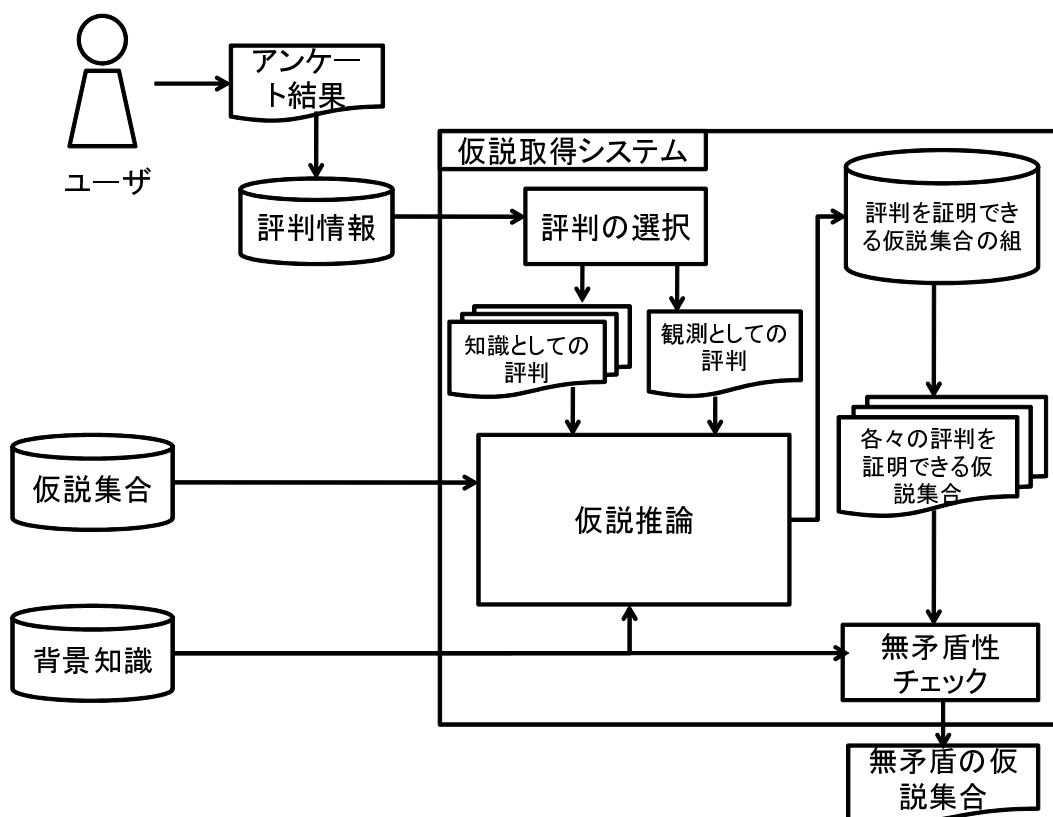 アンケー
ト結果
ユーザ
仮説取得システム
評判情報
評判の選択
評判を証明でき
る仮説集合の組
知識としての
評判
観測としての
評判
各々の評判を
証明できる仮
説集合
仮説集合
仮説推論
背景知識
無矛盾性
チェック
無矛盾の仮
説集合